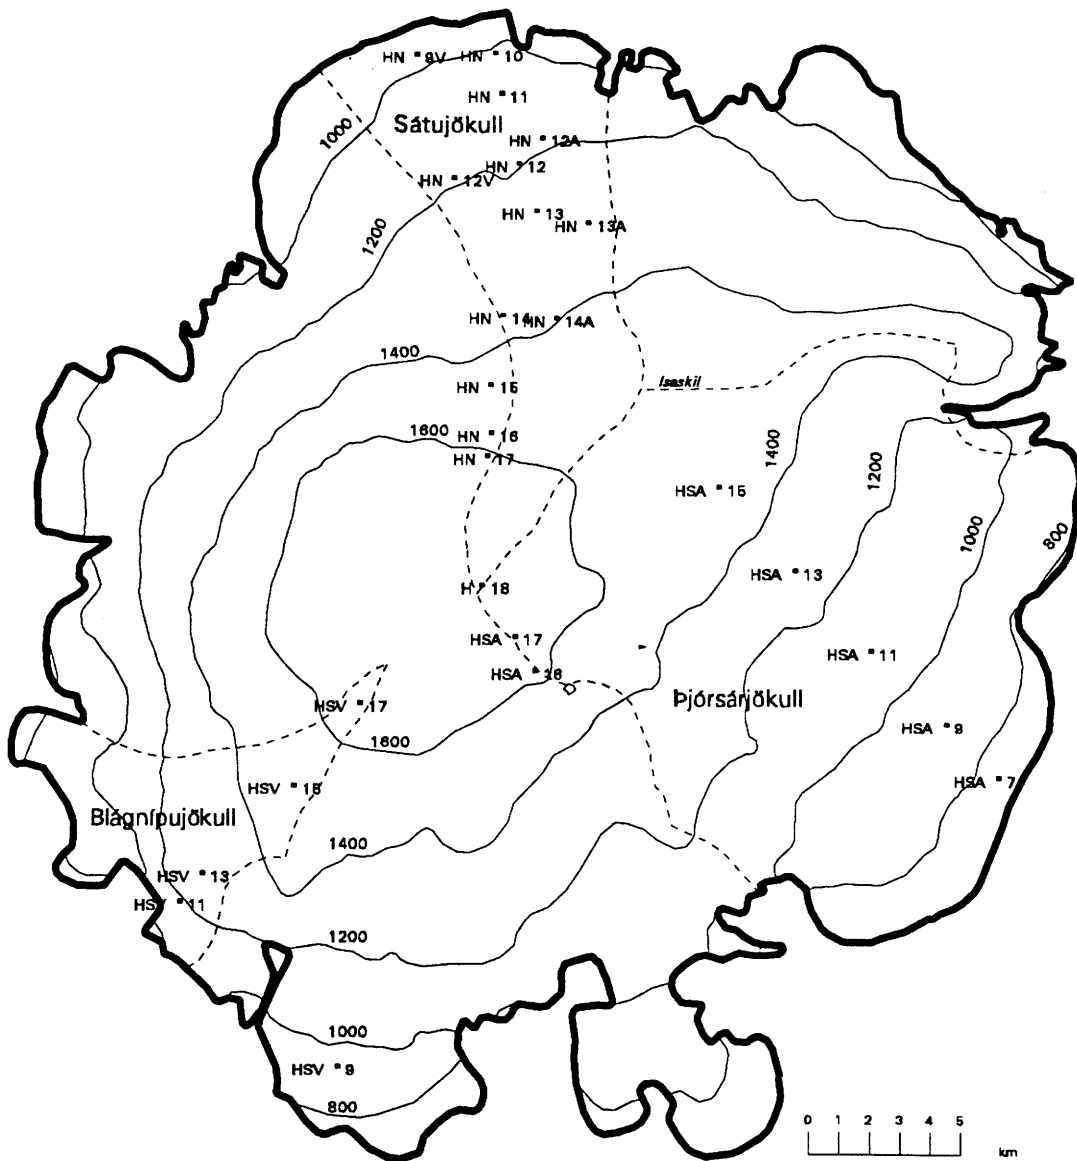 HN 9V HN 10
HN 11
Sátujökull
1000
HN 12A
HN 12
HN 12V
HN 13
HN 13A
1200
HN 14 HN 14A
1400
HN 15
Ísaskil
1600
HN 16
HN 17
1400
1200
HSA 15
1000
800
HSA 13
H 18
HSA 17
HSA 11
HSA 16
Þjórsárjökull
HSV 17
HSA 9
1600
HSA 7
HSV 15
Blágnípujökull
1400
HSV 13
HSV 11
1200
1000
HSV 9
800
0 1 2 3 4 5
km